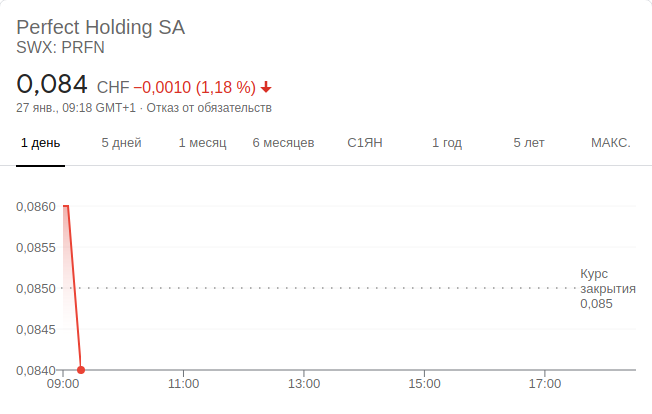 Perfect Holding SA
SWX: PRFN
0,084 CHF −0,0010 (1,18 %)
27 янв., 09:18 GMT+1 · Отказ от обязательств
1 день 5 дней 1 месяц 6 месяцев С1ЯН 1 год 5 лет МАКС.
0,0860
0,0855
0,0850
0,0845
0,0840
Курс
закрытия
0,085
09:00 11:00 13:00 15:00 17:00